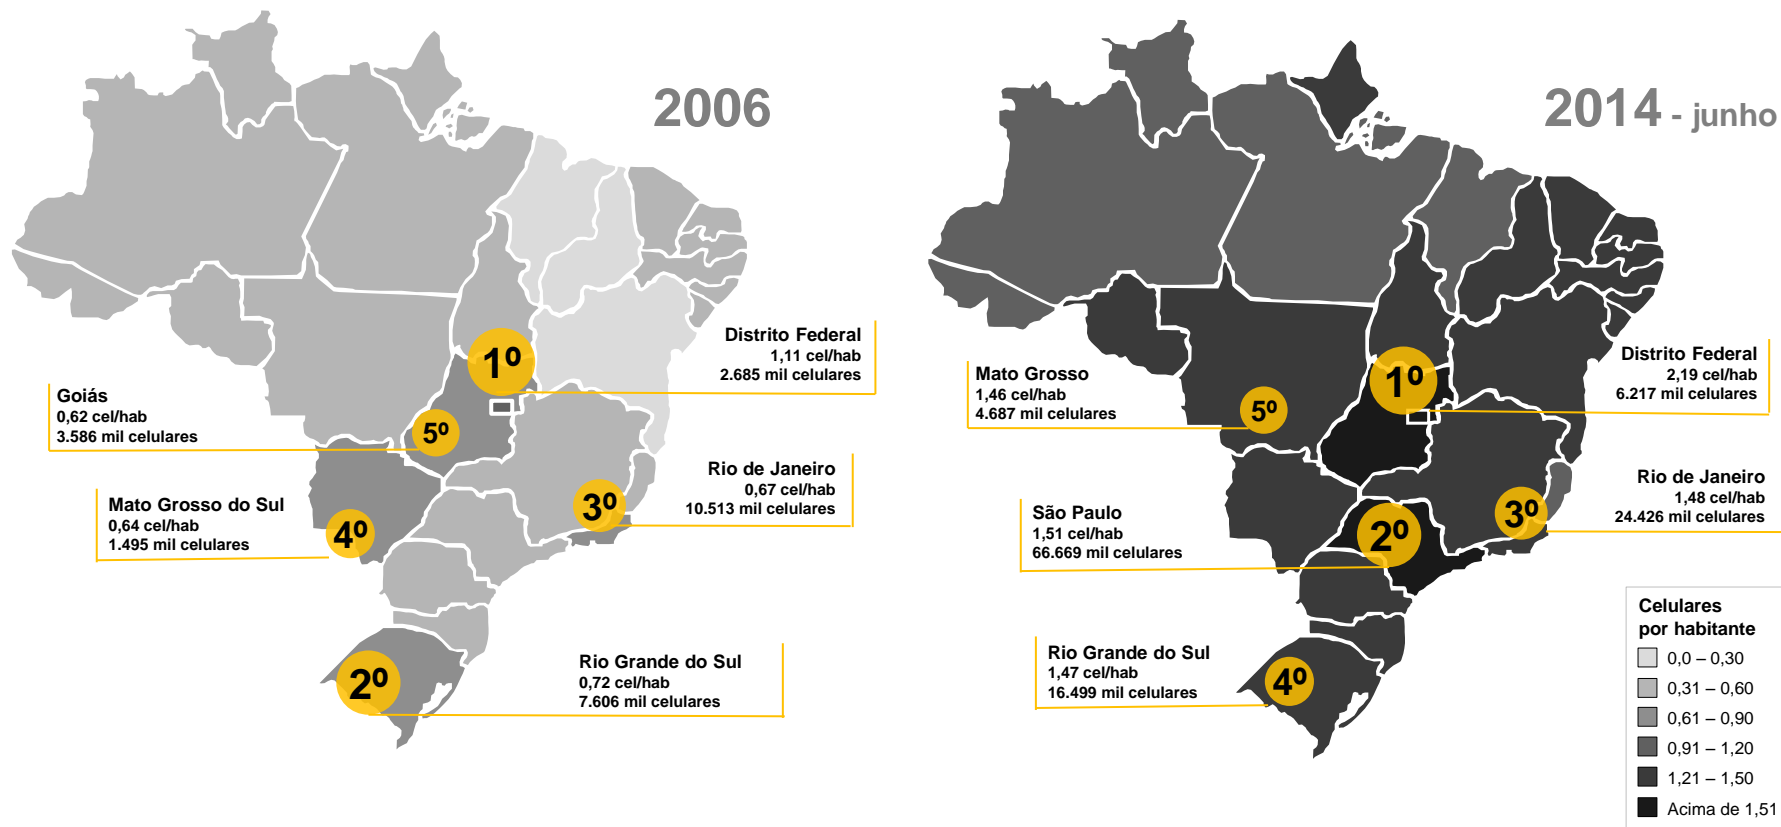 2006
Distrito Federal
1,11 cel/hab
2.685 mil celulares
1º
Goiás
0,62 cel/hab
3.586 mil celulares
5º
Rio de Janeiro
0,67 cel/hab
10.513 mil celulares
3º
Mato Grosso do Sul
0,64 cel/hab
1.495 mil celulares
4º
Rio Grande do Sul
0,72 cel/hab
7.606 mil celulares
2º
2014 - junho
Distrito Federal
2,19 cel/hab
6.217 mil celulares
1º
Mato Grosso
1,46 cel/hab
4.687 mil celulares
5º
Rio de Janeiro
1,48 cel/hab
24.426 mil celulares
3º
São Paulo
1,51 cel/hab
66.669 mil celulares
2º
Rio Grande do Sul
1,47 cel/hab
16.499 mil celulares
4º
Celulares
por habitante
0,0 – 0,30
0,31 – 0,60
0,61 – 0,90
0,91 – 1,20
1,21 – 1,50
Acima de 1,51